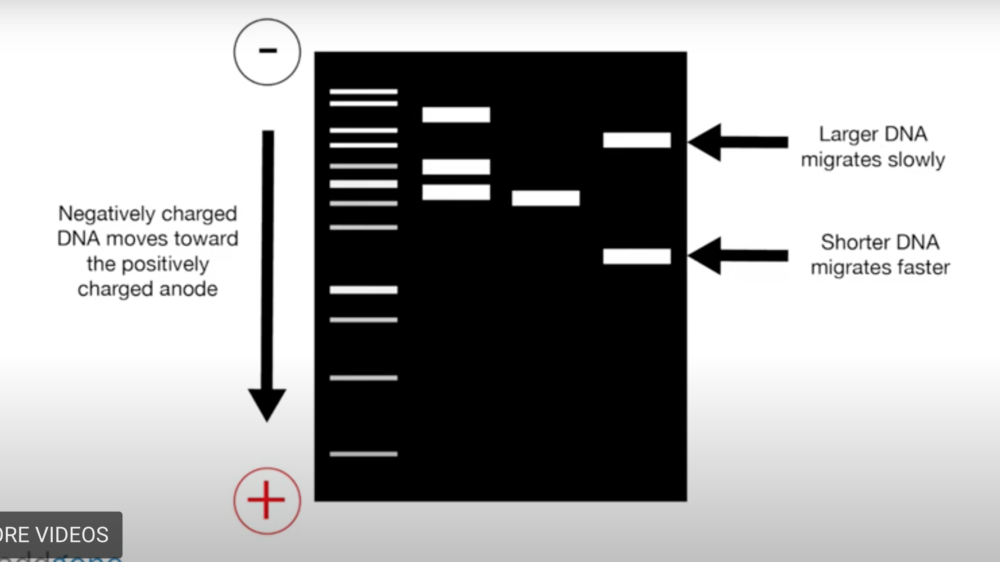 -
Negatively charged
DNA moves toward
the positively
charged anode
+
Larger DNA
migrates slowly
Shorter DNA
migrates faster
ORE VIDEOS
addgene